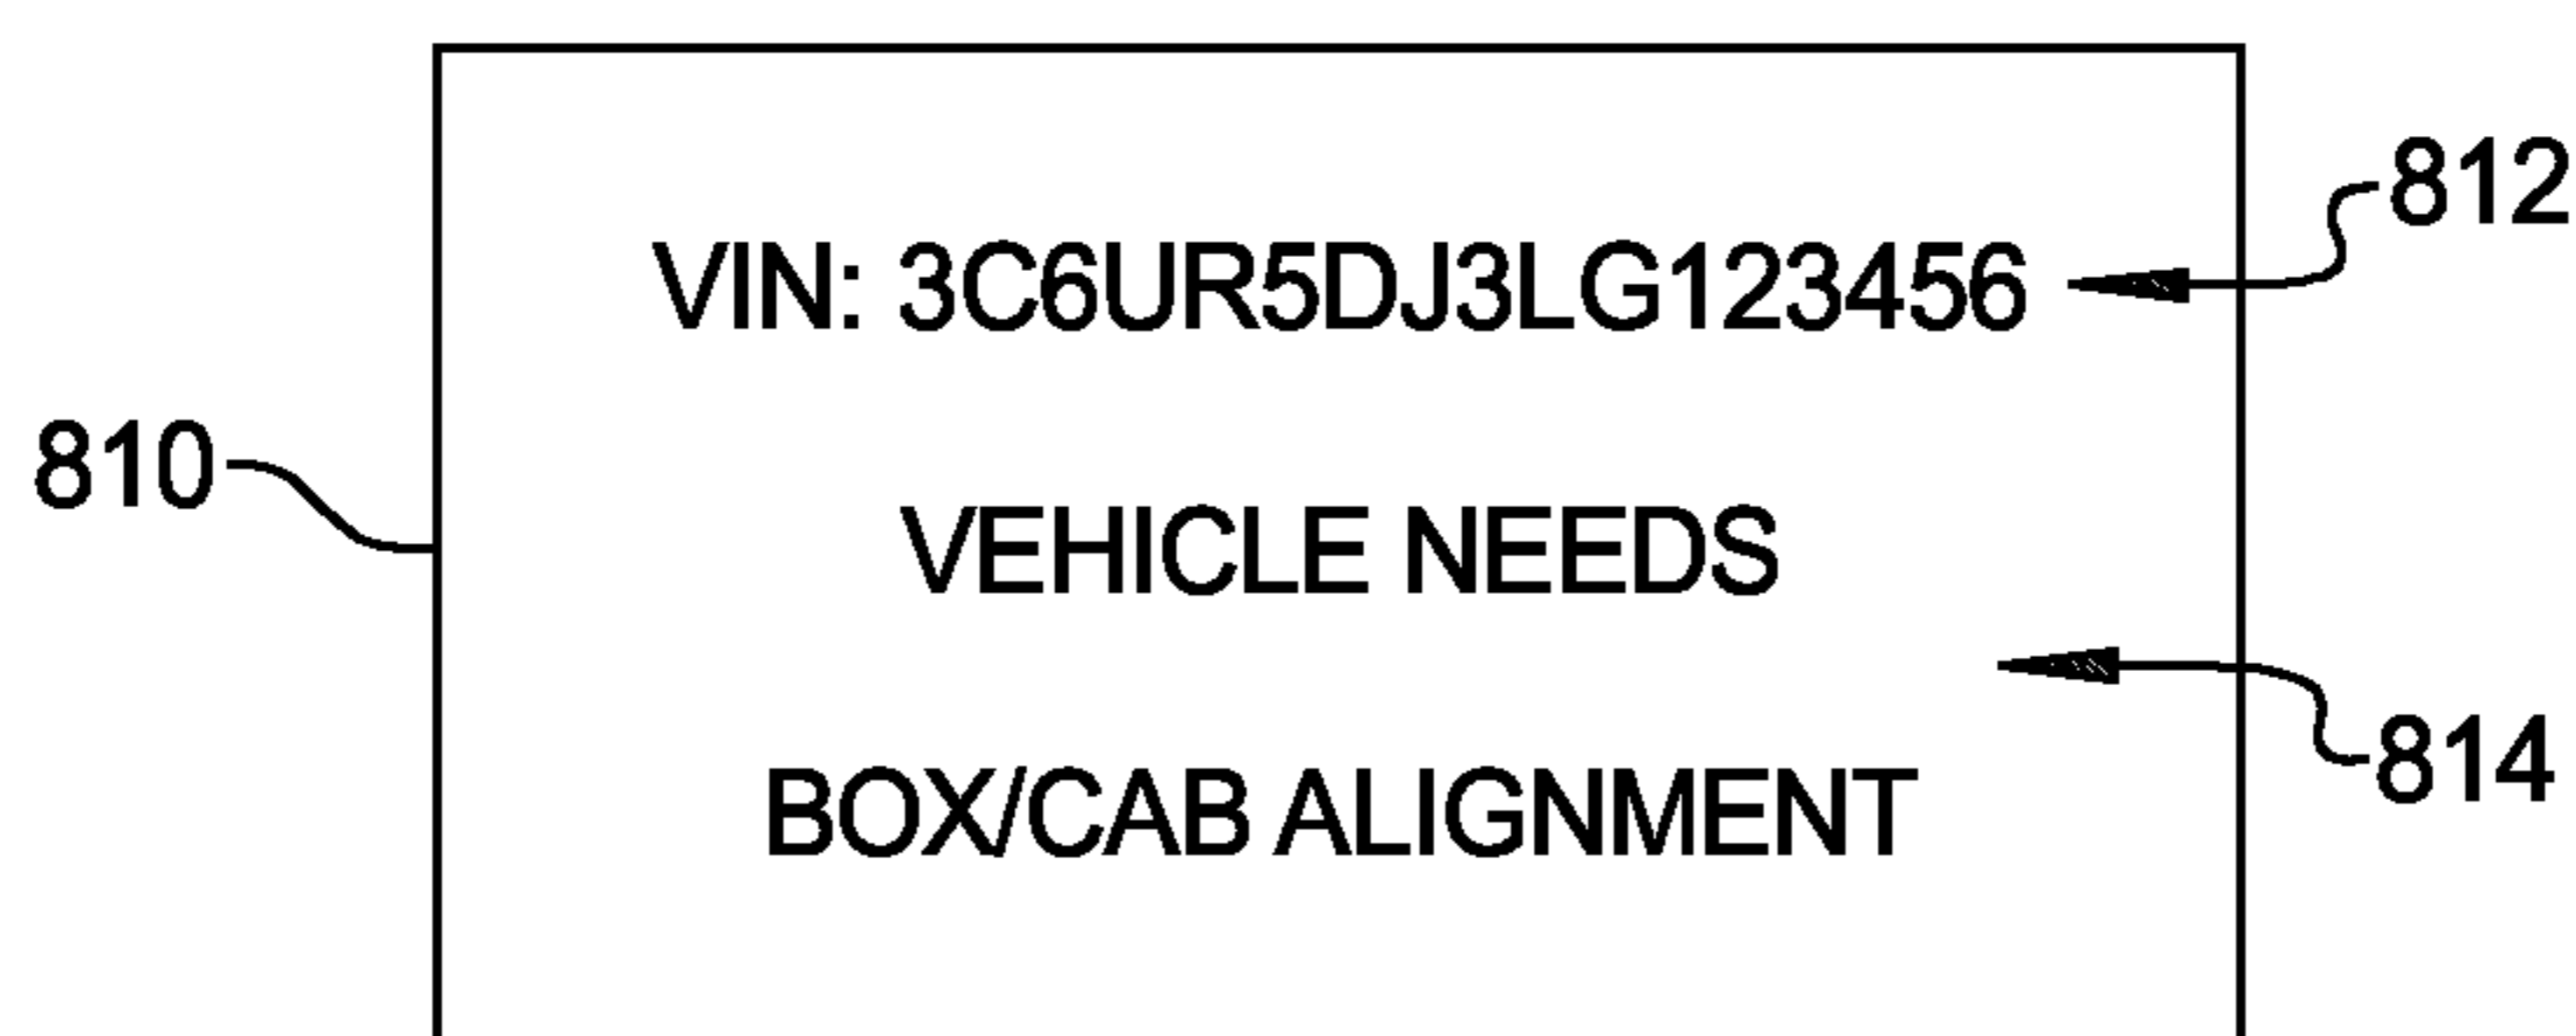 812
VIN: 3C6UR5DJ3LG123456
810
VEHICLE NEEDS
814
BOX/CAB ALIGNMENT